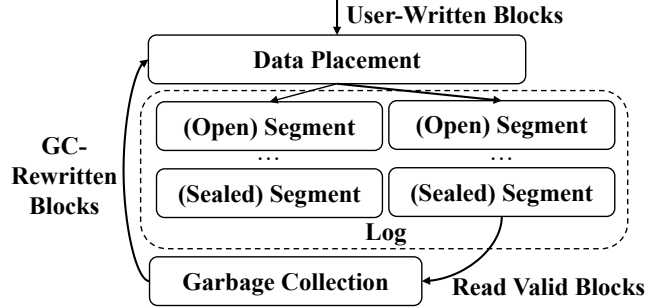 User-Written Blocks
Data Placement
(Open) Segment
(Open) Segment
...
...
GC-
Rewritten
Blocks
(Sealed) Segment
(Sealed) Segment
Log
Garbage Collection
Read Valid Blocks